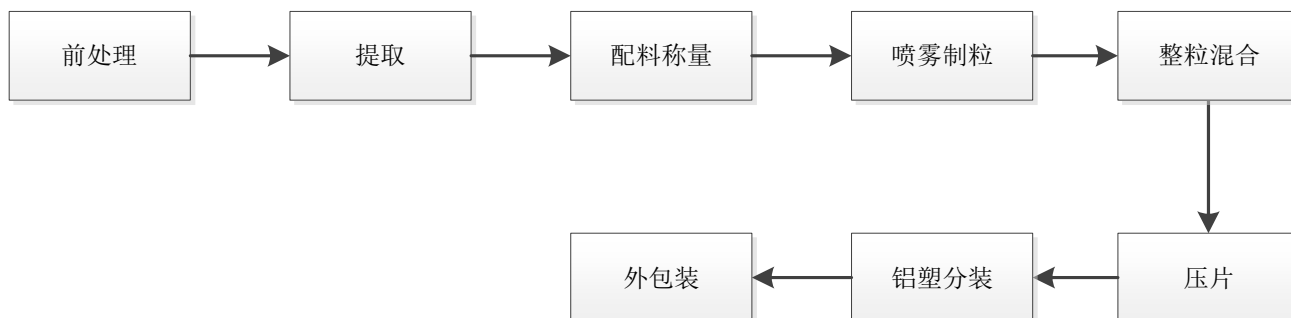 前处理
提取
配料称量
喷雾制粒
整粒混合
压片
铝塑分装
外包装